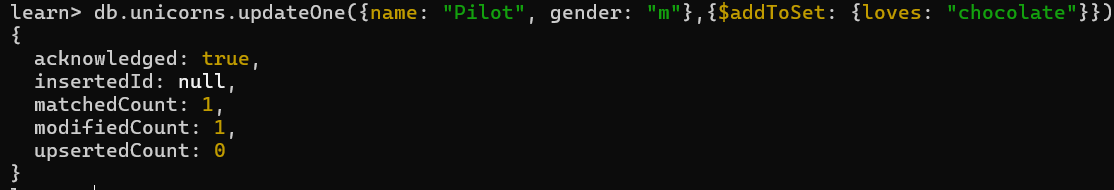 learn> db.unicorns.updateOne({name: "Pilot", gender: "m"},{$addToSet: {loves: "chocolate"}})
{
  acknowledged: true,
  insertedId: null,
  matchedCount: 1,
  modifiedCount: 1,
  upsertedCount: 0
}